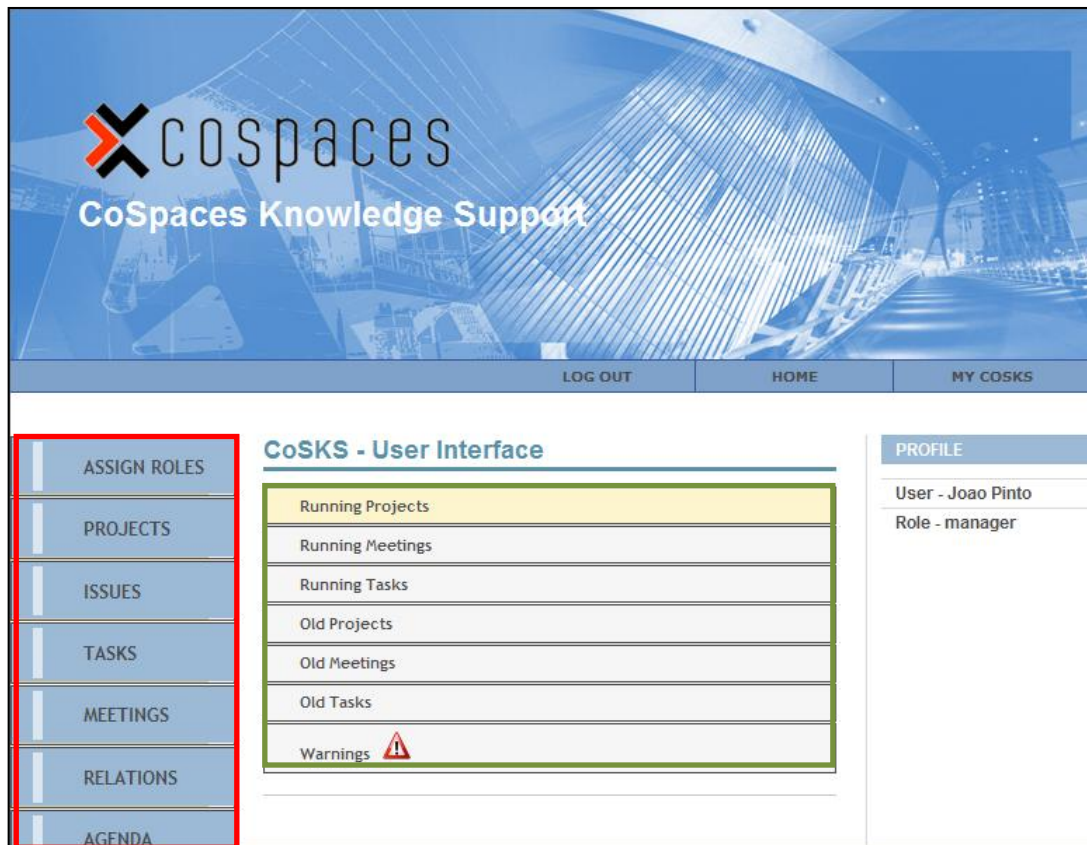 cospaces
CoSpaces Knowledge Support
LOG OUT
HOME
MY COSKS
ASSIGN ROLES
PROJECTS
ISSUES
TASKS
MEETINGS
RELATIONS
AGENDA
CoSKS - User Interface
Running Projects
Running Meetings
Running Tasks
Old Projects
Old Meetings
Old Tasks
Warnings
PROFILE
User - Joao Pinto
Role - manager